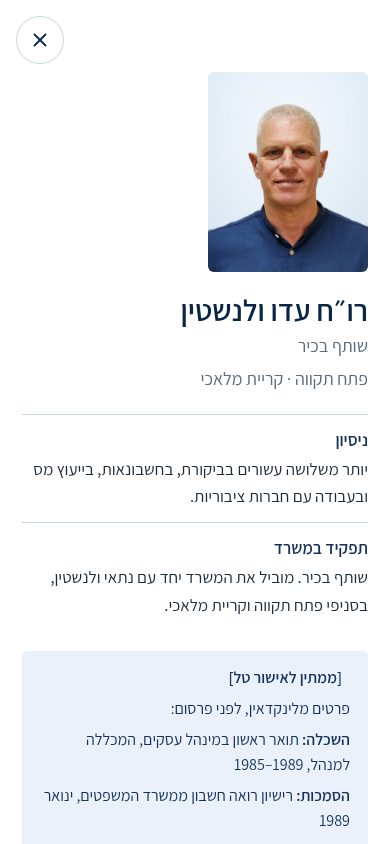 רו״ח עדו ולנשטין
שותף בכיר
פתח תקווה · קריית מלאכי
ניסיון
יותר משלושה עשורים בביקורת, בחשבונאות, בייעוץ מס
ובעבודה עם חברות ציבוריות.
תפקיד במשרד
שותף בכיר. מוביל את המשרד יחד עם נתאי ולנשטין,
בסניפי פתח תקווה וקריית מלאכי.
[ממתין לאישור טל]
פרטים מלינקדאין, לפני פרסום:
השכלה: תואר ראשון במינהל עסקים, המכללה
למנהל, 1989–1985
הסמכות: רישיון רואה חשבון ממשרד המשפטים, ינואר
1989